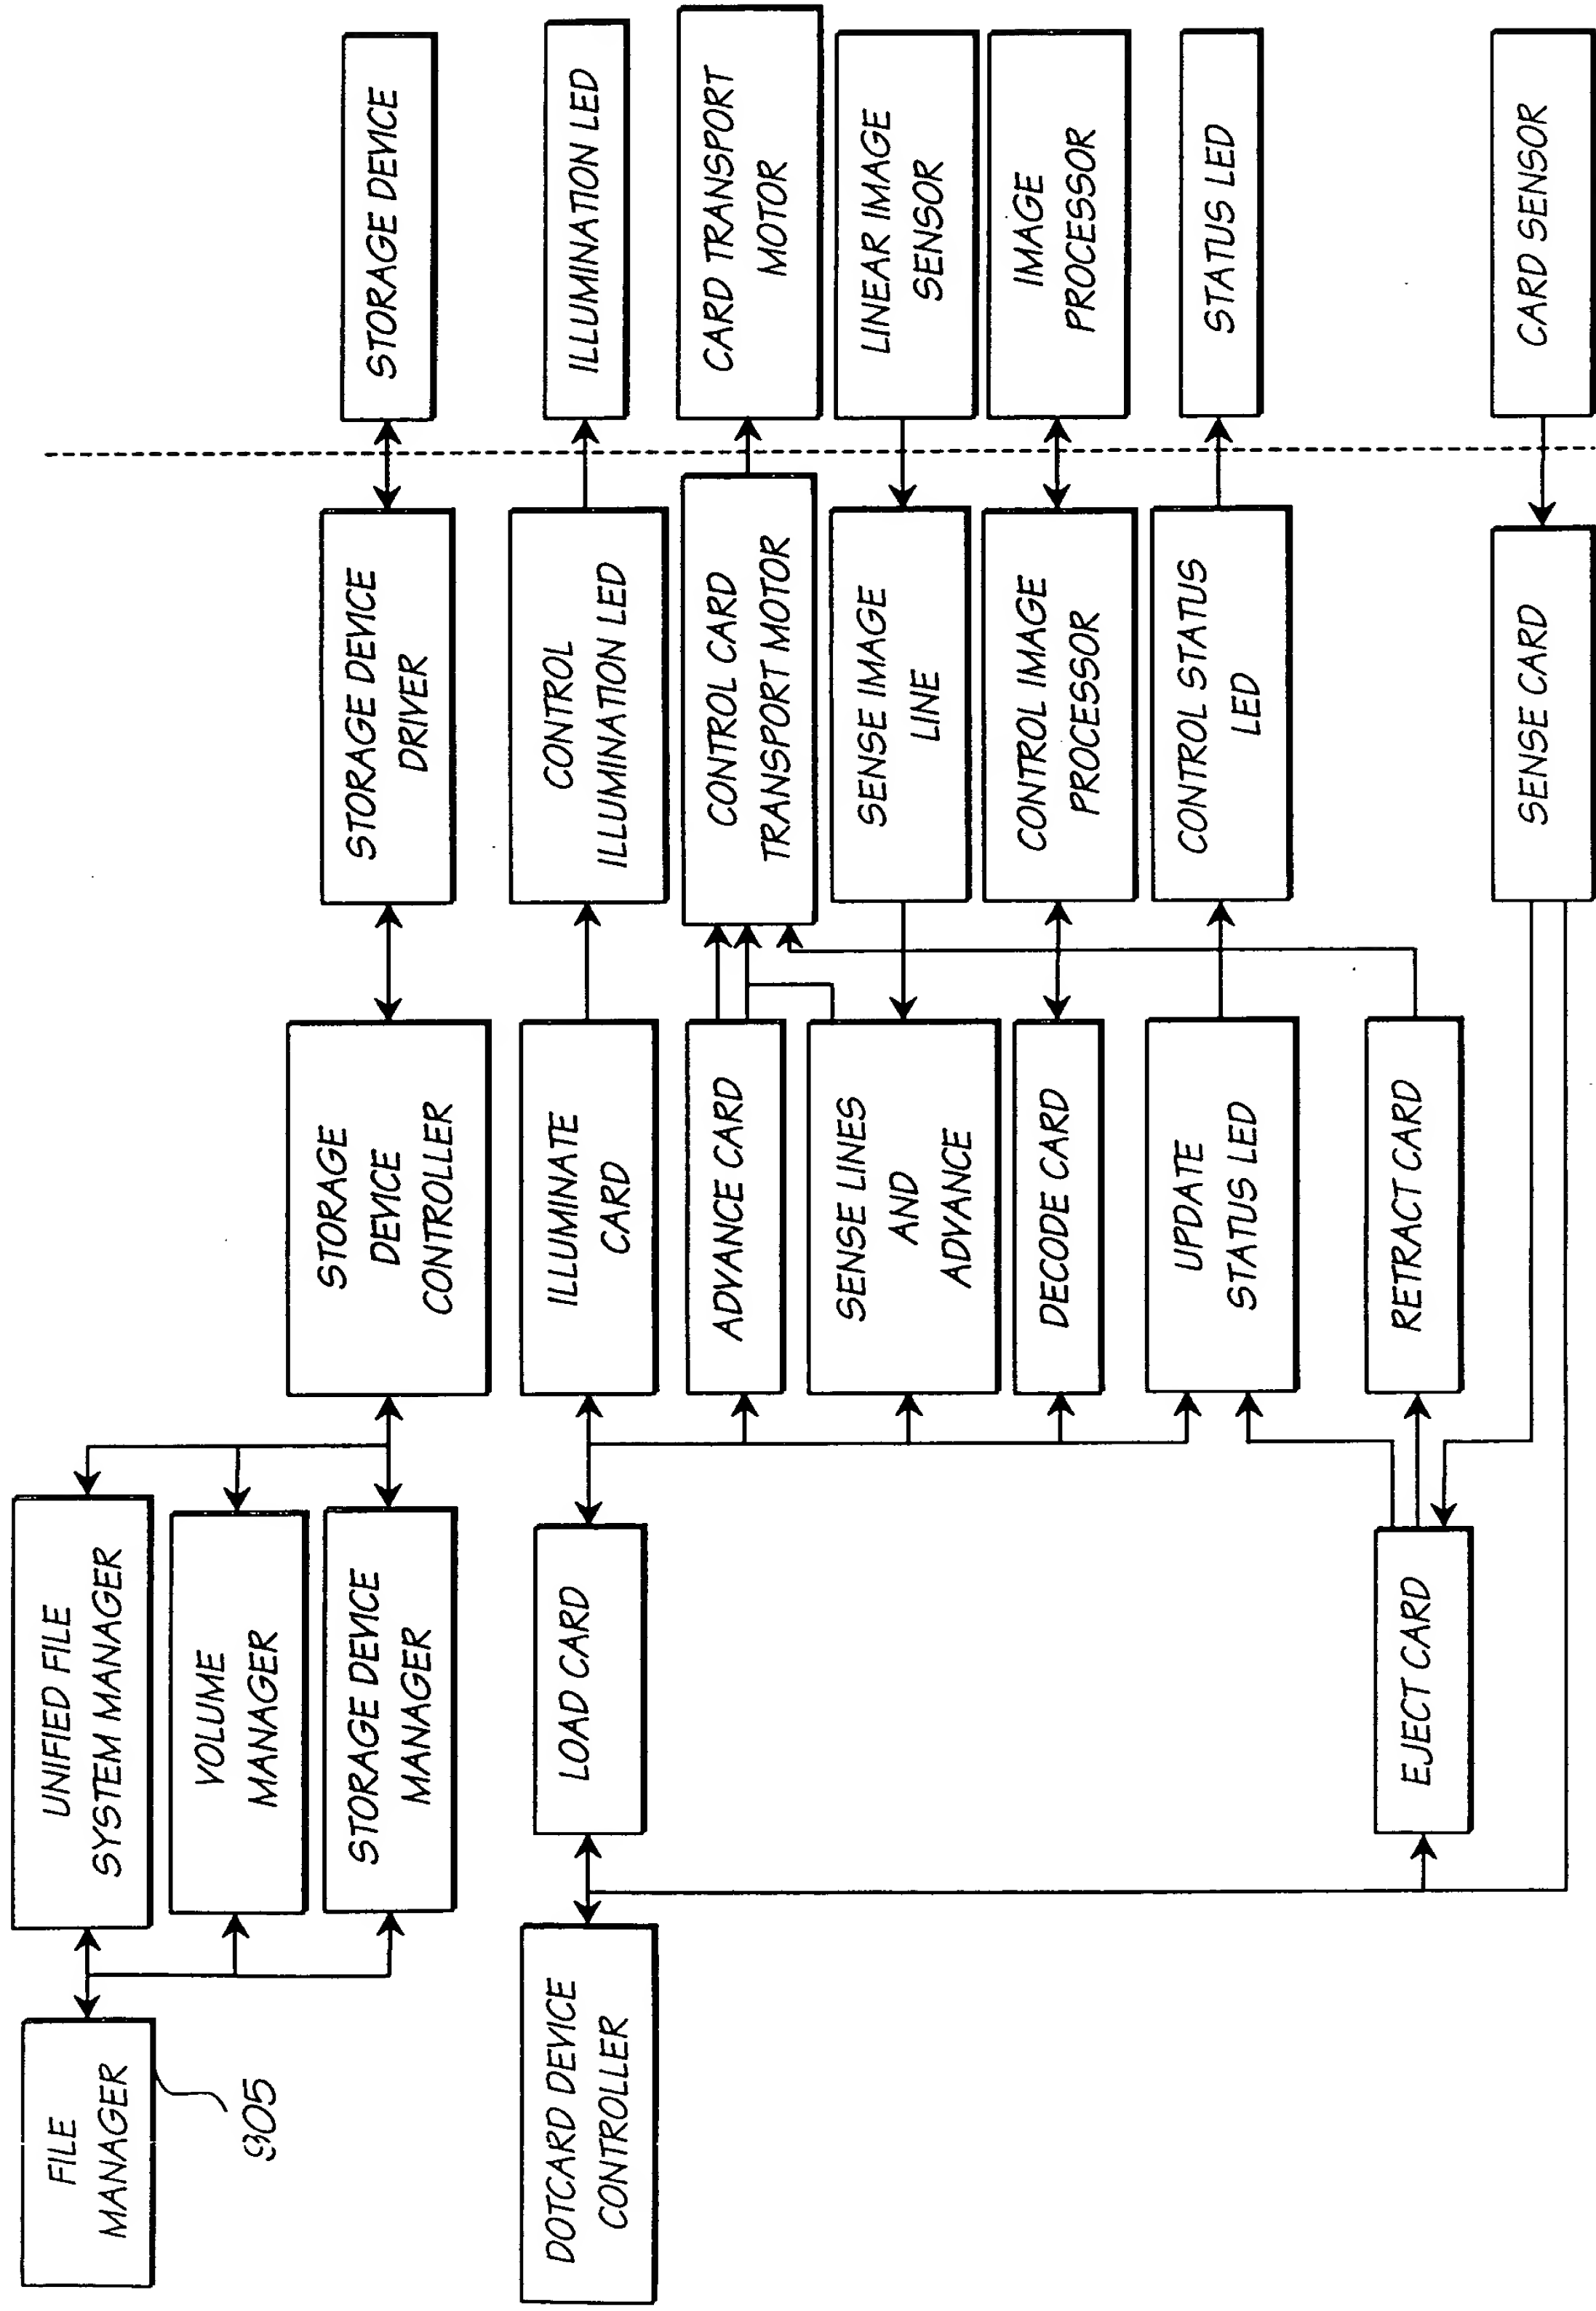 FILE
MANAGER
905
UNIFIED FILE
SYSTEM MANAGER
VOLUME
MANAGER
STORAGE DEVICE
MANAGER
STORAGE
DEVICE
CONTROLLER
STORAGE DEVICE
DRIVER
STORAGE DEVICE
DOTCARD DEVICE
CONTROLLER
LOAD CARD
ILLUMINATE
CARD
CONTROL
ILLUMINATION LED
ILLUMINATION LED
ADVANCE CARD
CONTROL CARD
TRANSPORT MOTOR
CARD TRANSPORT
MOTOR
SENSE LINES
AND
ADVANCE
SENSE IMAGE
LINE
LINEAR IMAGE
SENSOR
DECODE CARD
CONTROL IMAGE
PROCESSOR
IMAGE
PROCESSOR
UPDATE
STATUS LED
CONTROL STATUS
LED
STATUS LED
EJECT CARD
RETRACT CARD
SENSE CARD
CARD SENSOR